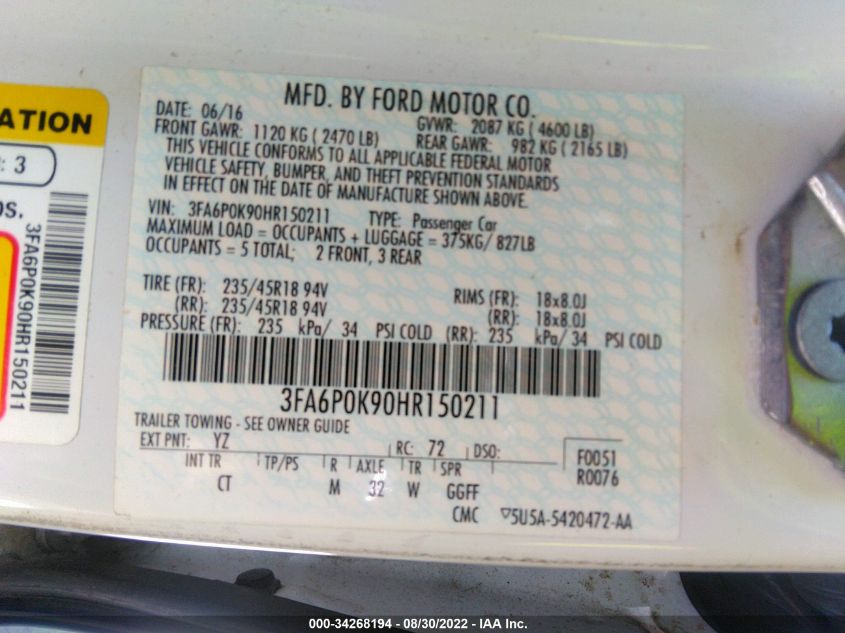 MFD. BY FORD MOTOR CO.
DATE: 06/16 GVWR: 2087 KG ( 4600 LB)
FRONT GAWR: 1120 KG ( 2470 LB) REAR GAWR: 982 KG ( 2165 LB)
THIS VEHICLE CONFORMS TO ALL APPLICABLE FEDERAL MOTOR
VEHICLE SAFETY, BUMPER, AND THEFT PREVENTION STANDARDS
IN EFFECT ON THE DATE OF MANUFACTURE SHOWN ABOVE.
VIN: 3FA6P0K90HR150211 TYPE: Passenger Car
MAXIMUM LOAD = OCCUPANTS + LUGGAGE = 375KG/ 827LB
OCCUPANTS = 5 TOTAL; 2 FRONT, 3 REAR
TIRE (FR): 235/45R18 94V RIMS (FR): 18x8.0J
(RR): 235/45R18 94V (RR): 18x8.0J
PRESSURE (FR): 235 kPa/ 34 PSI COLD (RR): 235 kPa/ 34 PSI COLD
3FA6P0K90HR150211
TRAILER TOWING - SEE OWNER GUIDE
EXT PNT: YZ RC: 72 DSO: F0051
R0076
INT TR TP/PS R AXLE TR SPR
CT M 32 W GGFF
CMC ▽5U5A-5420472-AA
ATION
: 3
OS.
3FA6P0K90HR150211
000-34268194 - 08/30/2022 - IAA Inc.